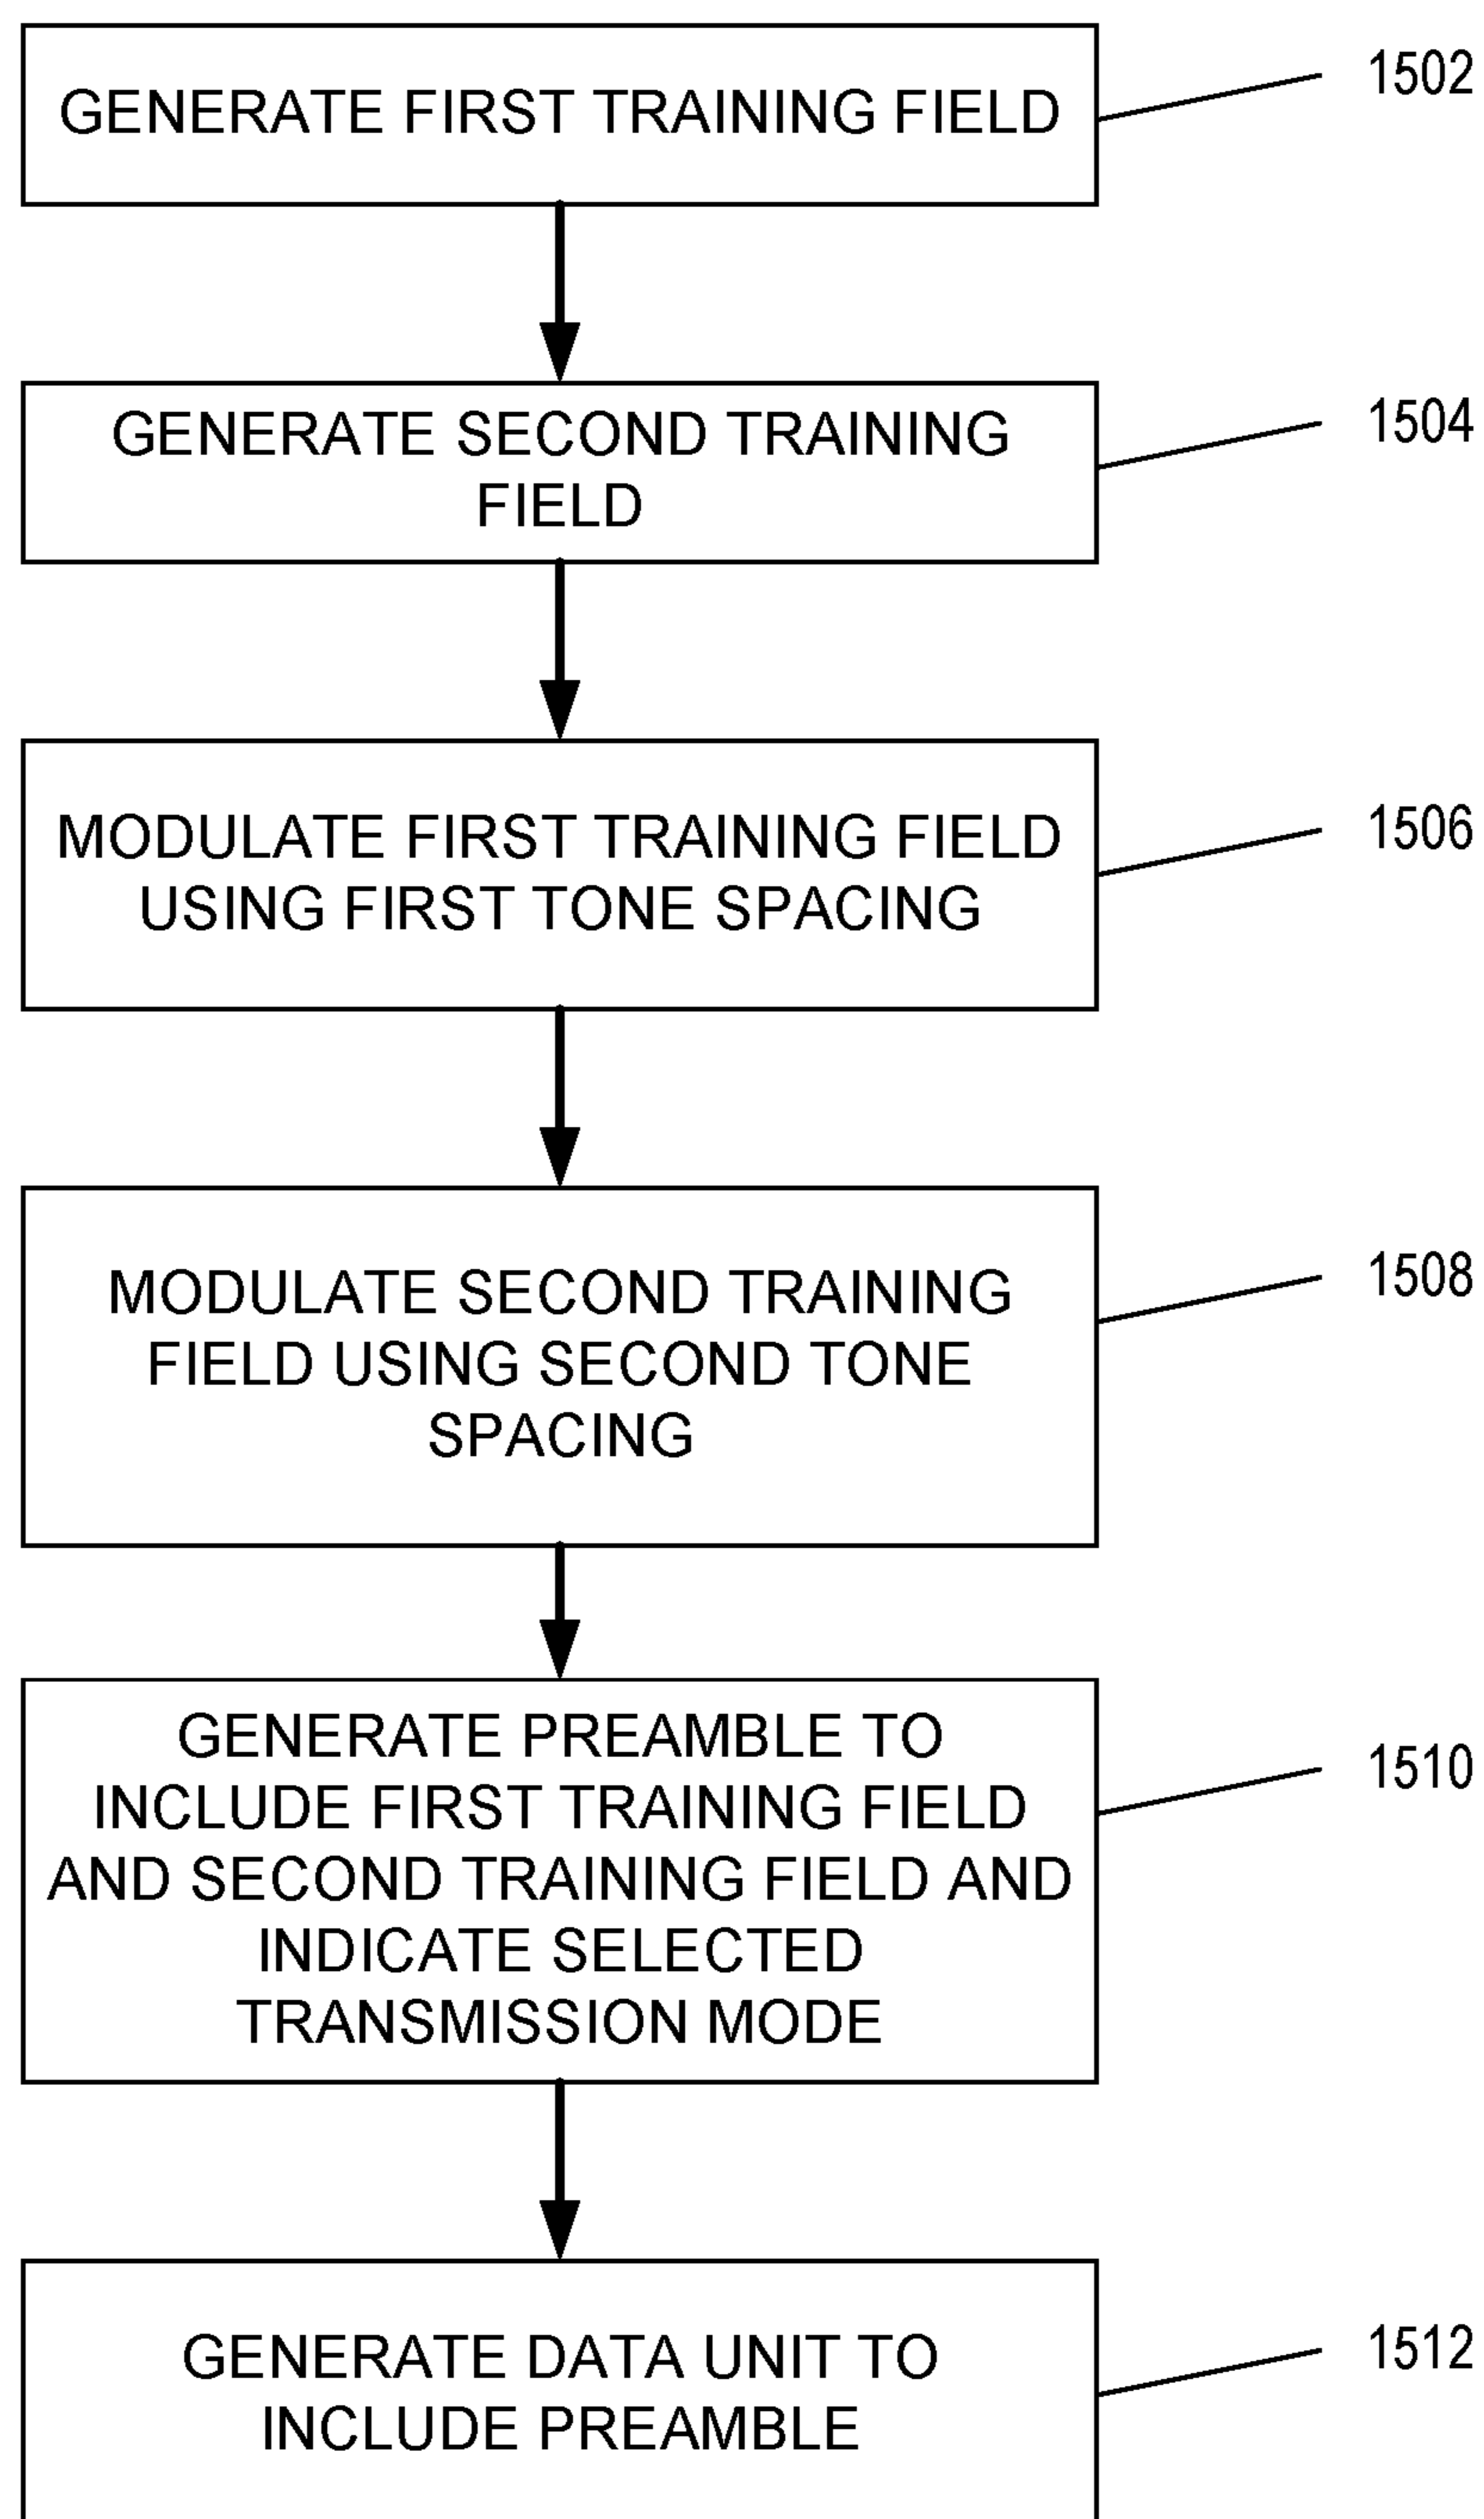 GENERATE FIRST TRAINING FIELD
1502
GENERATE SECOND TRAINING
FIELD
1504
MODULATE FIRST TRAINING FIELD
USING FIRST TONE SPACING
1506
MODULATE SECOND TRAINING
FIELD USING SECOND TONE
SPACING
1508
GENERATE PREAMBLE TO
INCLUDE FIRST TRAINING FIELD
AND SECOND TRAINING FIELD AND
INDICATE SELECTED
TRANSMISSION MODE
1510
GENERATE DATA UNIT TO
INCLUDE PREAMBLE
1512